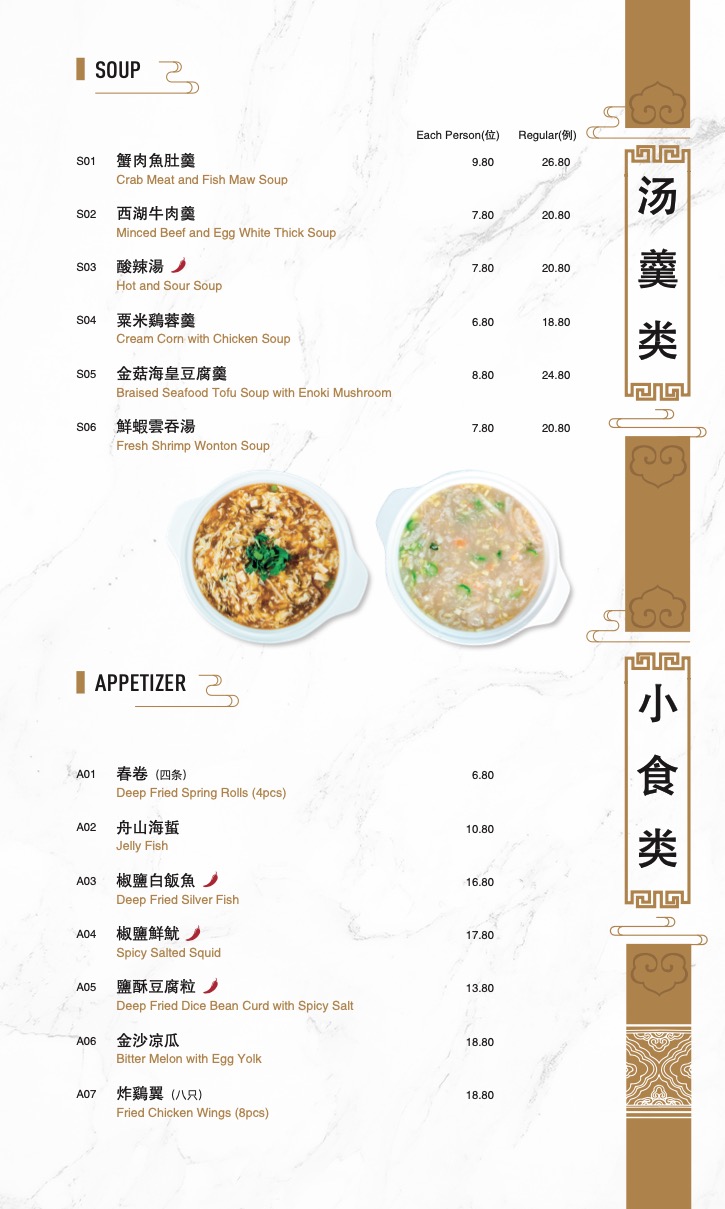 SOUP
Each Person(位) Regular(例)
S01 蟹肉魚肚羹 9.80 26.80
Crab Meat and Fish Maw Soup
S02 西湖牛肉羹 7.80 20.80
Minced Beef and Egg White Thick Soup
S03 酸辣湯 7.80 20.80
Hot and Sour Soup
S04 粟米鷄蓉羹 6.80 18.80
Cream Corn with Chicken Soup
S05 金菇海皇豆腐羹 8.80 24.80
Braised Seafood Tofu Soup with Enoki Mushroom
S06 鮮蝦雲吞湯 7.80 20.80
Fresh Shrimp Wonton Soup
汤羹类
APPETIZER
A01 春卷（四条） 6.80
Deep Fried Spring Rolls (4pcs)
A02 舟山海蜇 10.80
Jelly Fish
A03 椒鹽白飯魚 16.80
Deep Fried Silver Fish
A04 椒鹽鮮魷 17.80
Spicy Salted Squid
A05 鹽酥豆腐粒 13.80
Deep Fried Dice Bean Curd with Spicy Salt
A06 金沙凉瓜 18.80
Bitter Melon with Egg Yolk
A07 炸鷄翼（八只） 18.80
Fried Chicken Wings (8pcs)
小食类